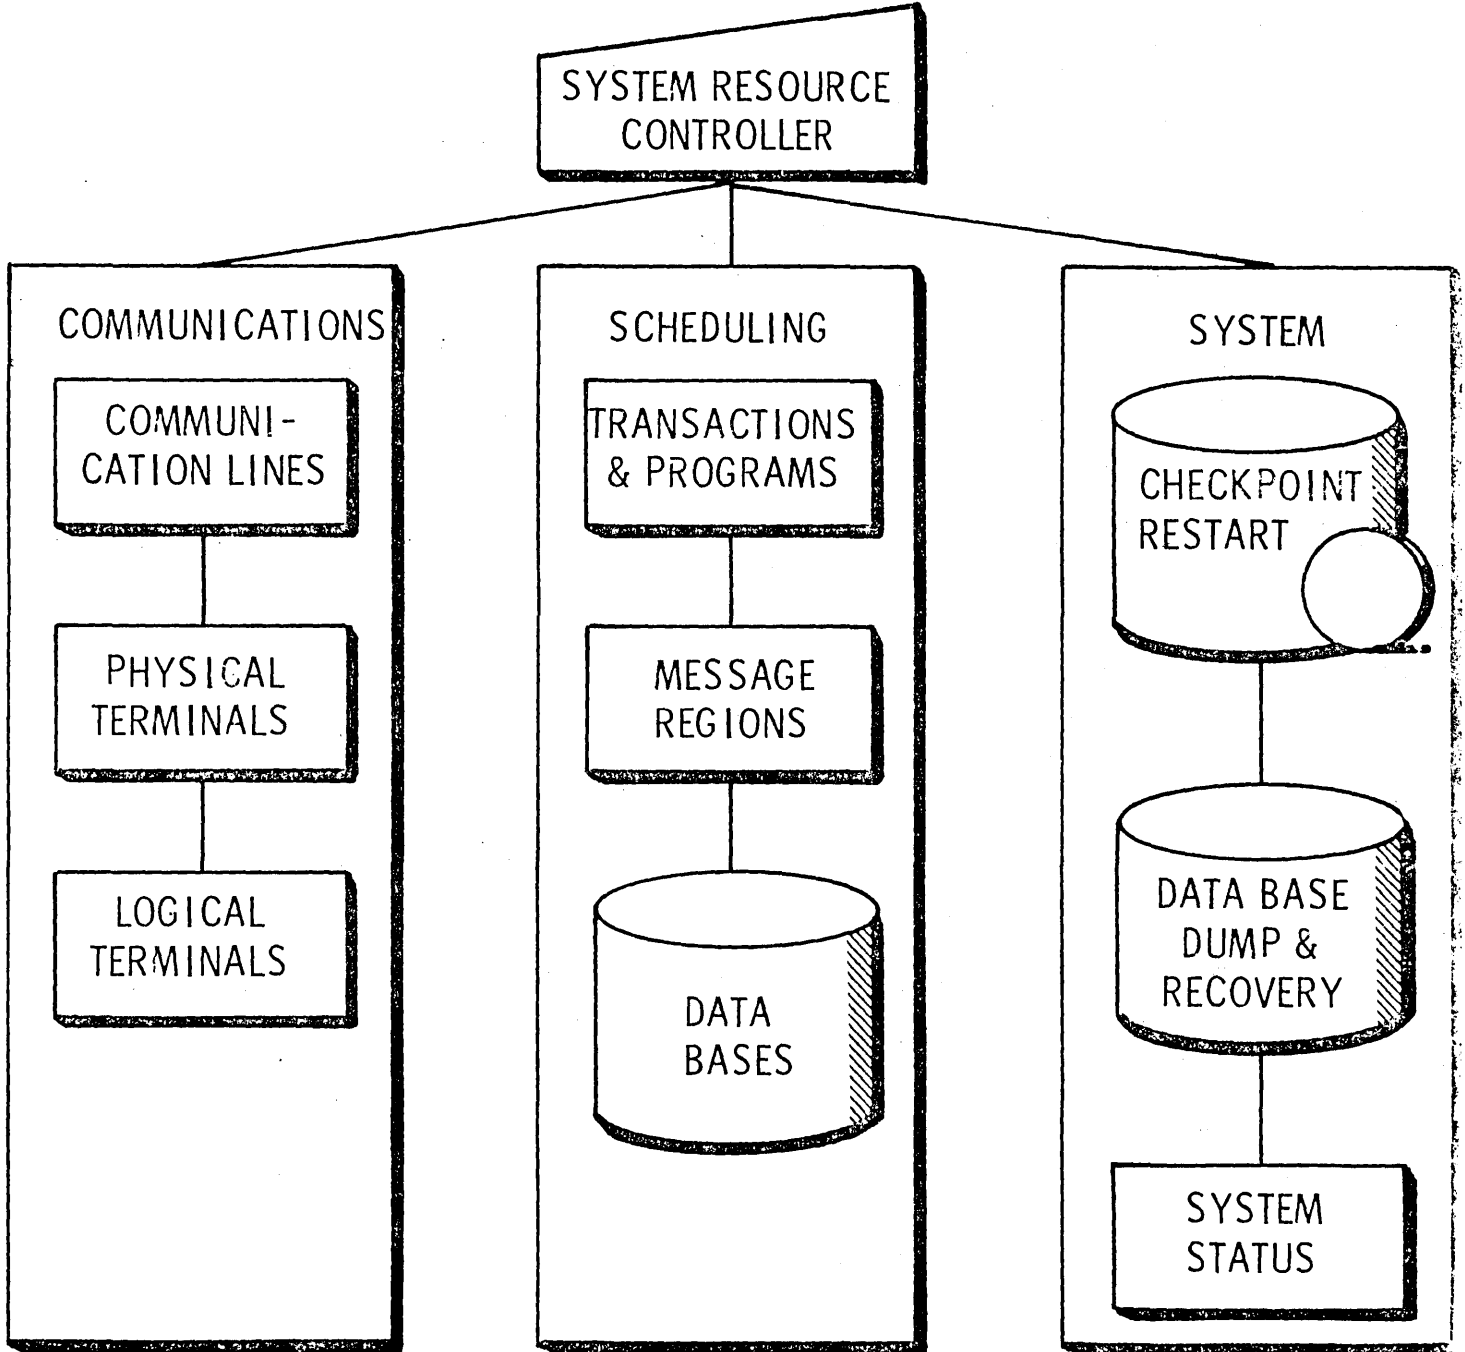 SYSTEM RESOURCE
CONTROLLER
COMMUNICATIONS
COMMUNI-
CATION LINES
PHYSICAL
TERMINALS
LOGICAL
TERMINALS
SCHEDULING
TRANSACTIONS
& PROGRAMS
MESSAGE
REGIONS
DATA
BASES
SYSTEM
CHECKPOINT
RESTART
DATA BASE
DUMP &
RECOVERY
SYSTEM
STATUS